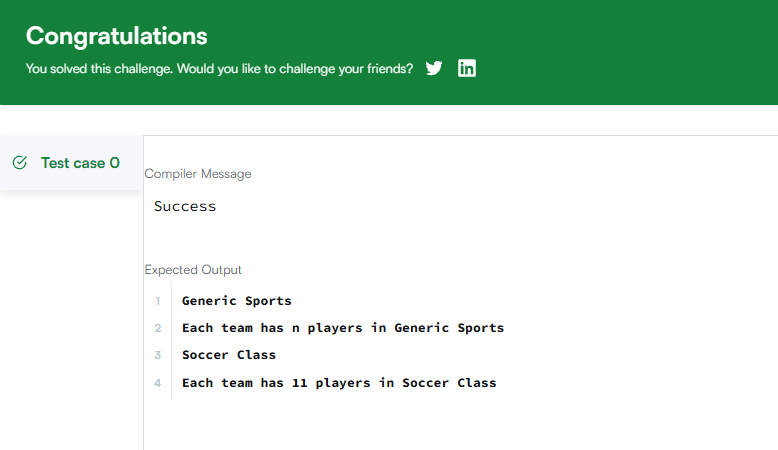 Congratulations
You solved this challenge. Would you like to challenge your friends?
Test case 0
Compiler Message
Success
Expected Output
1 Generic Sports
2 Each team has n players in Generic Sports
3 Soccer Class
4 Each team has 11 players in Soccer Class